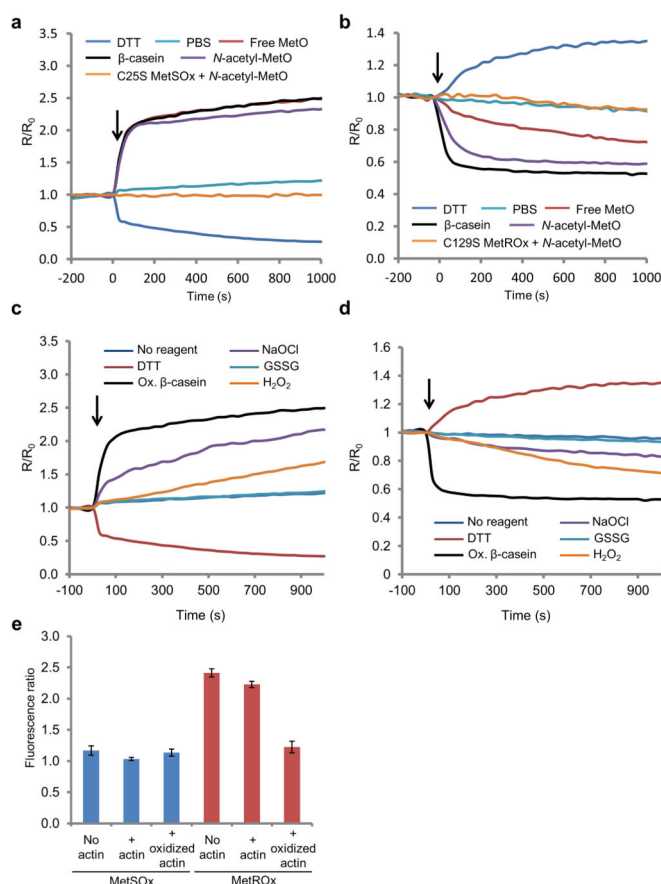 a
DTT PBS Free MetO
β-casein N-acetyl-MetO
C25S MetSOx + N-acetyl-MetO
3.5
3.0
2.5
2.0
1.5
1.0
0.5
0.0
R/R0
-200 0 200 400 600 800 1000
Time (s)
b
1.4
1.2
1.0
0.8
0.6
0.4
0.2
0.0
R/R0
DTT PBS Free MetO
β-casein N-acetyl-MetO
C129S MetROx + N-acetyl-MetO
-200 0 200 400 600 800 1000
Time (s)
c
No reagent NaOCl
DTT GSSG
Ox. β-casein H₂O₂
3.5
3.0
2.5
2.0
1.5
1.0
0.5
0.0
R/R0
-100 100 300 500 700 900
Time (s)
d
1.6
1.4
1.2
1
0.8
0.6
0.4
0.2
0
R/R0
No reagent NaOCl
DTT GSSG
Ox. β-casein H₂O₂
-100 100 300 500 700 900
Time (s)
e
3.0
2.5
2.0
1.5
1.0
0.5
0.0
Fluorescence ratio
No actin
+ actin
+ oxidized actin
No actin
+ actin
+ oxidized actin
MetSOx MetROx